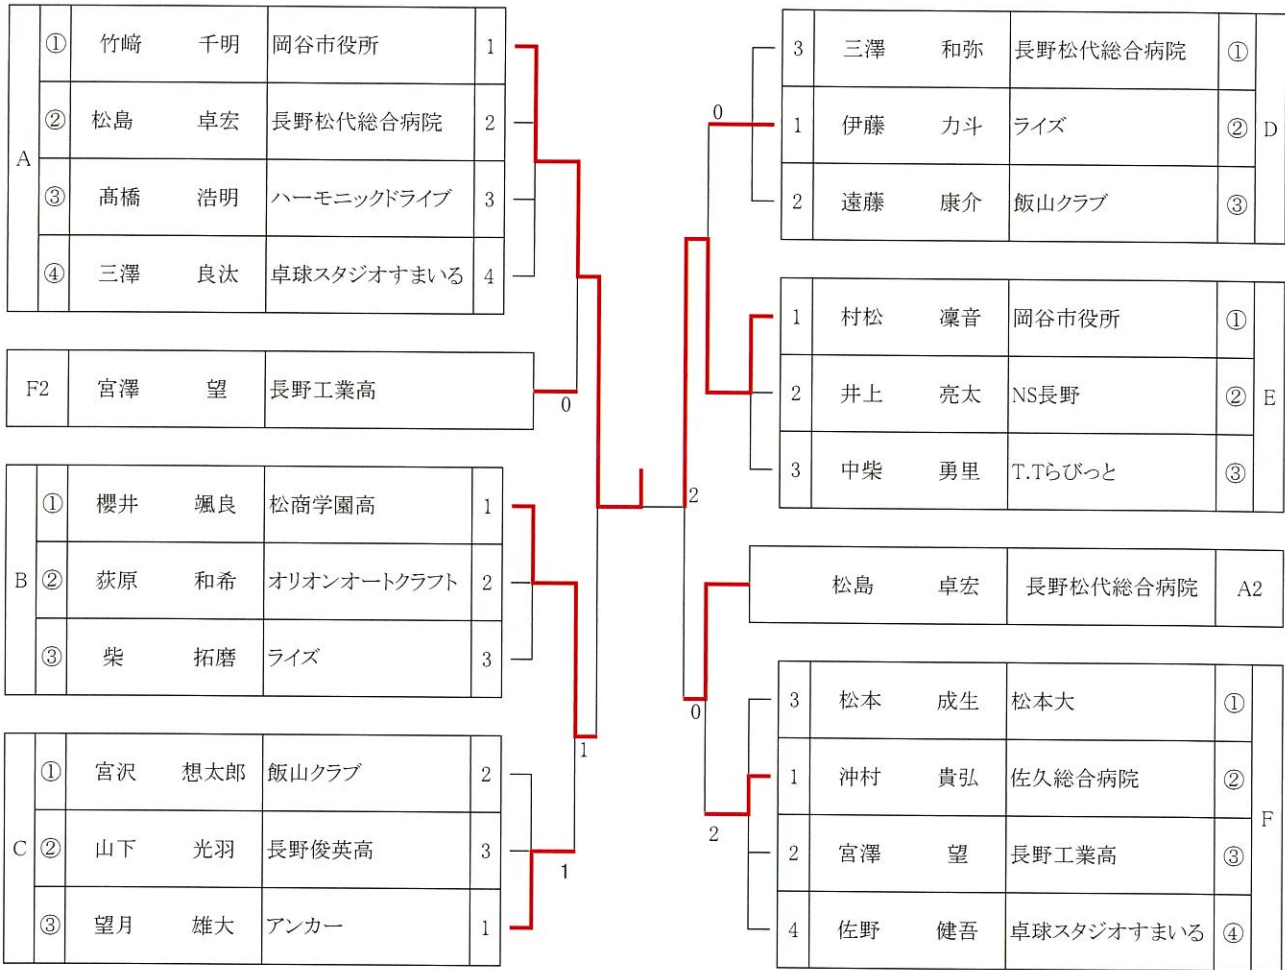 A
① 竹﨑 千明 岡谷市役所 1
② 松島 卓宏 長野松代総合病院 2
③ 髙橋 浩明 ハーモニックドライブ 3
④ 三澤 良汰 卓球スタジオすまいる 4
F2 宮澤 望 長野工業高
0
B
① 櫻井 颯良 松商学園高 1
② 荻原 和希 オリオンオートクラフト 2
③ 柴 拓磨 ライズ 3
1
C
① 宮沢 想太郎 飯山クラブ 2
② 山下 光羽 長野俊英高 3
③ 望月 雄大 アンカー 1
1
D
3 三澤 和弥 長野松代総合病院 ①
1 伊藤 力斗 ライズ ②
2 遠藤 康介 飯山クラブ ③
0
E
1 村松 凜音 岡谷市役所 ①
2 井上 亮太 NS長野 ②
3 中柴 勇里 T.Tらびっと ③
2
松島 卓宏 長野松代総合病院 A2
0
F
3 松本 成生 松本大 ①
1 沖村 貴弘 佐久総合病院 ②
2 宮澤 望 長野工業高 ③
4 佐野 健吾 卓球スタジオすまいる ④
2